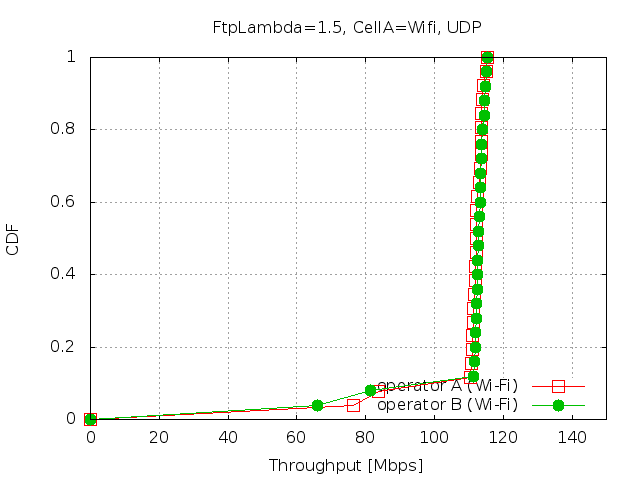 FtpLambda=1.5, CellA=Wifi, UDP
1
0.8
0.6
0.4
0.2
0
CDF
operator A (Wi-Fi)
operator B (Wi-Fi)
0 20 40 60 80 100 120 140
Throughput [Mbps]